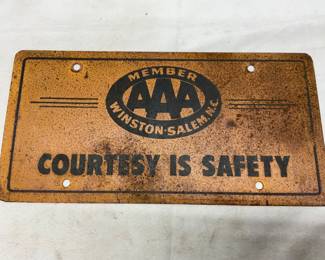 MEMBER
AAA
WINSTON-SALEM, N.C.
COURTESY IS SAFETY